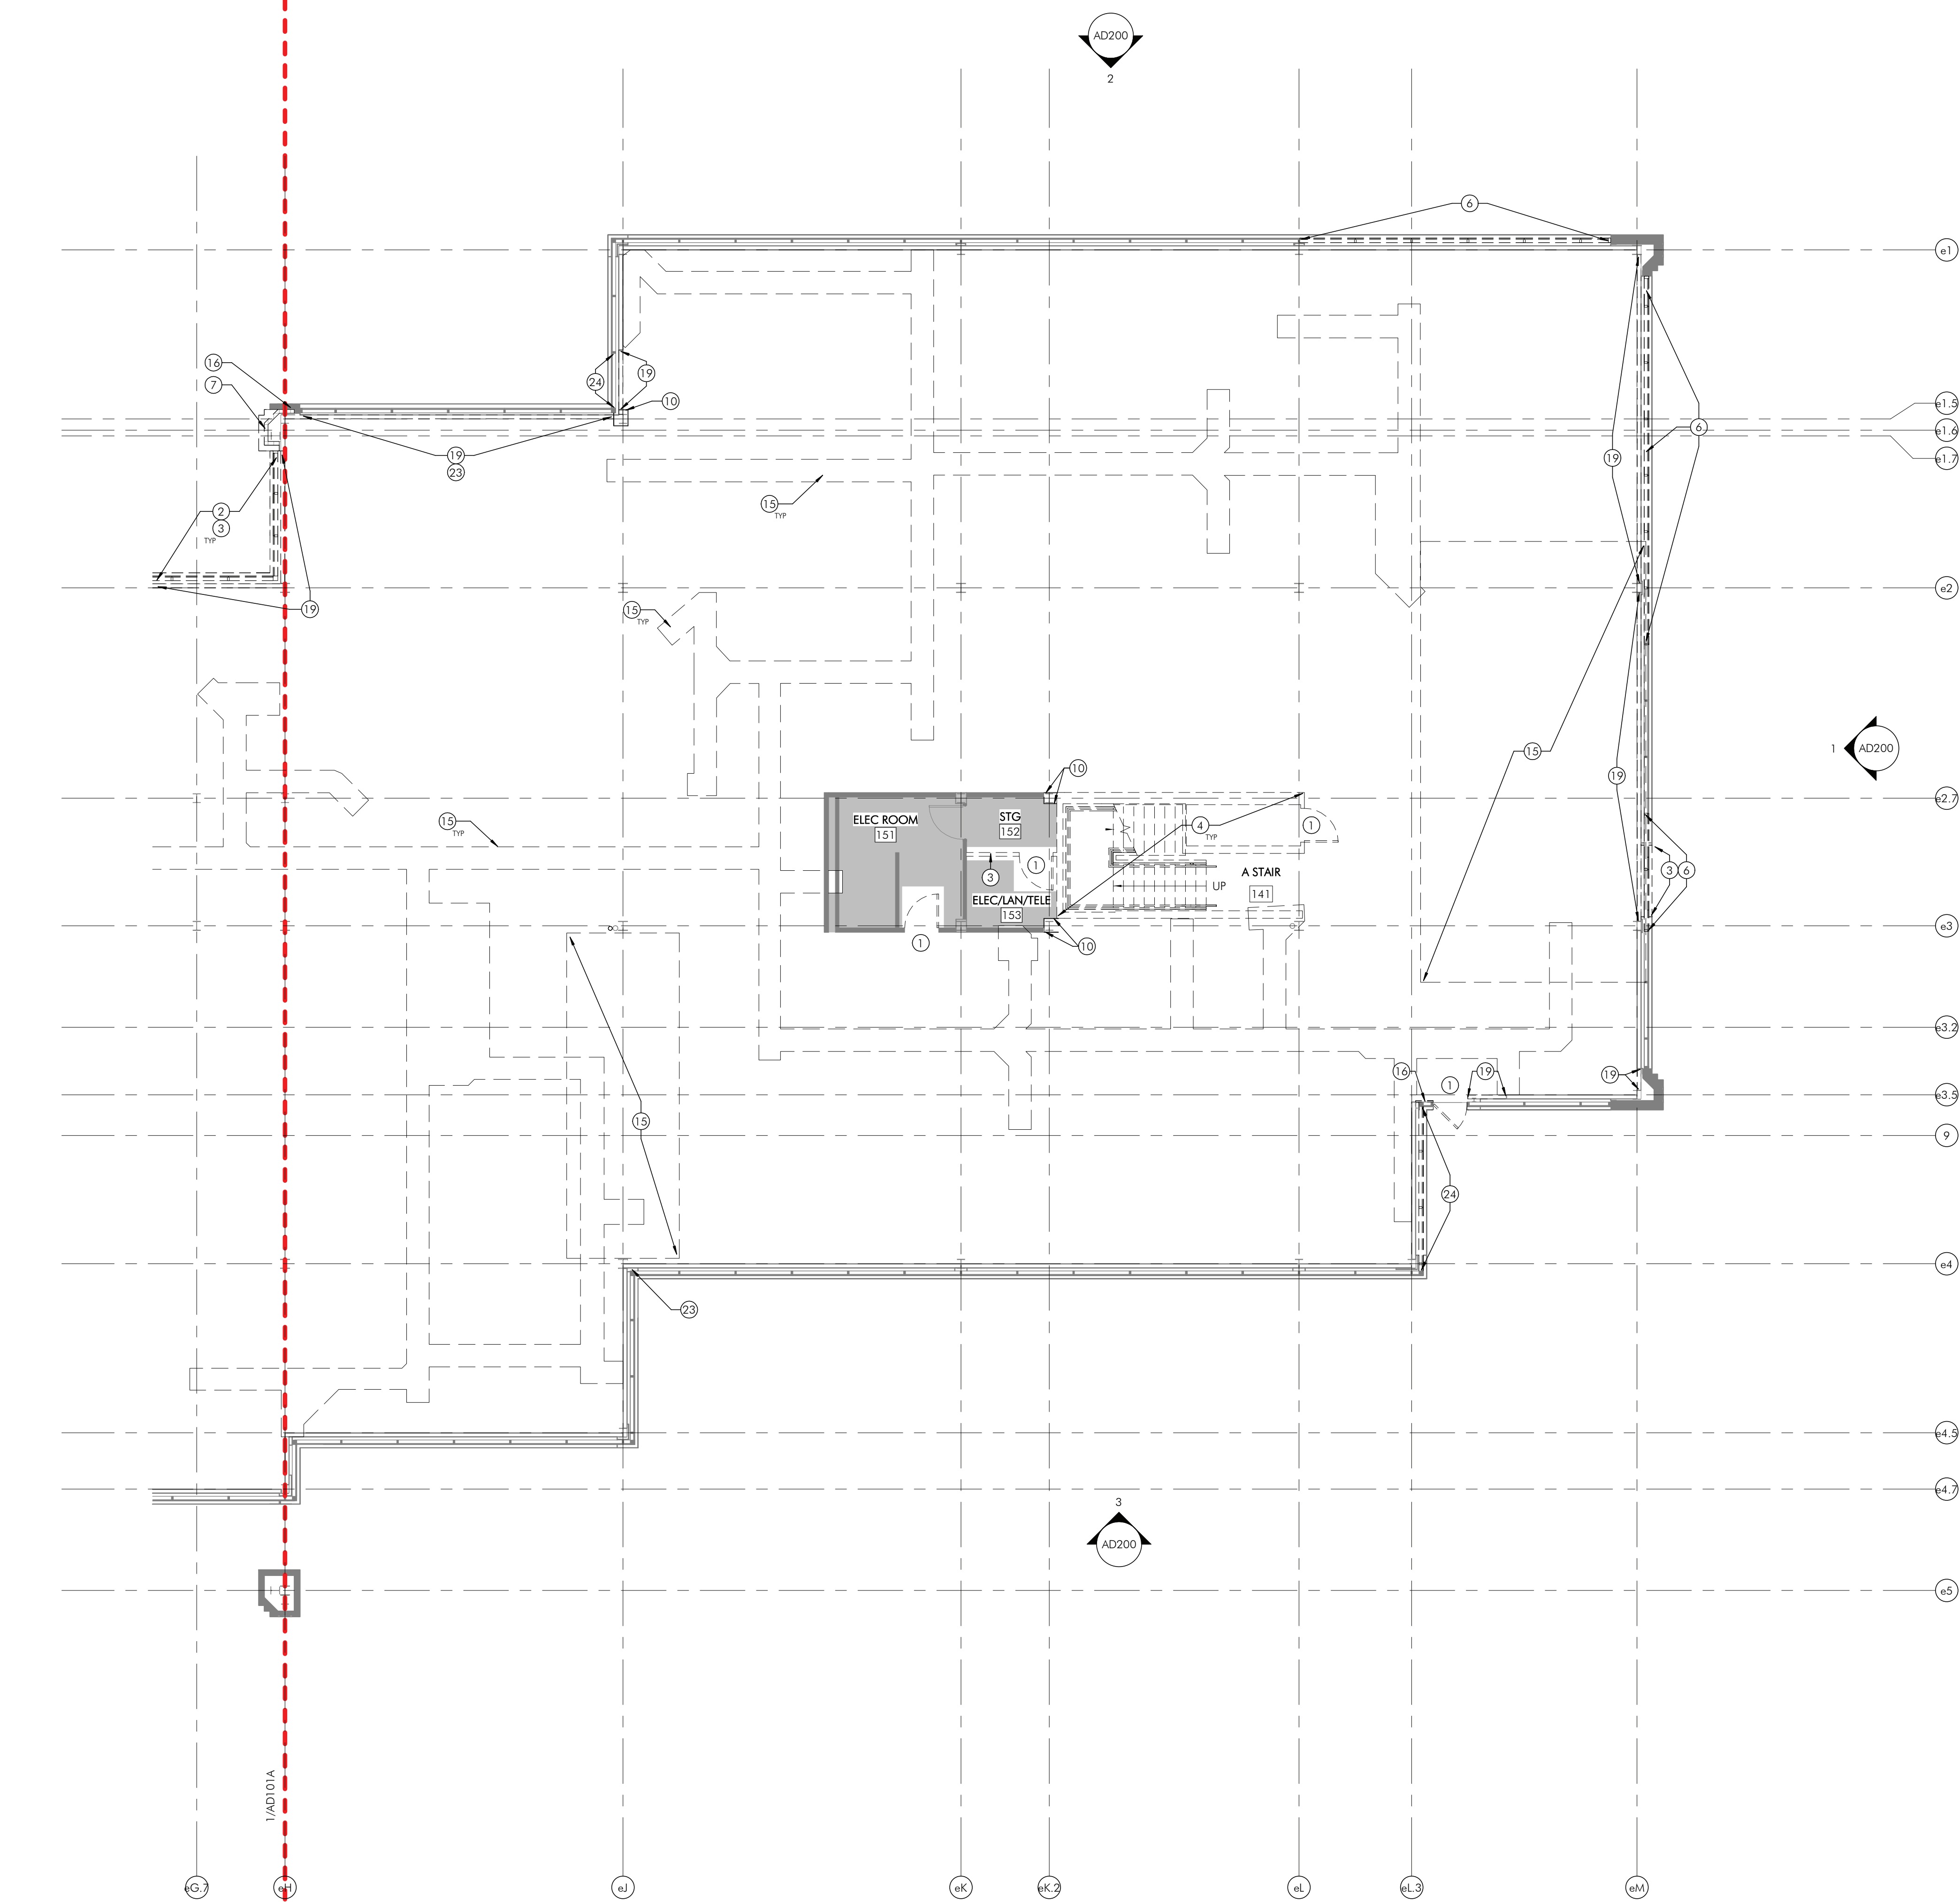 AD200
2
6
e1
16
7
24
19
10
e1.5
e1.6
e1.7
6
19
19
23
15
TYP
2
3
TYP
e2
19
15
TYP
10
15
19
1
AD200
e2.7
ELEC ROOM
151
STG
152
4
TYP
1
15
TYP
1
3
3
6
A STAIR
141
UP
ELEC/LAN/TELE
153
1
10
e3
e3.2
16
1
19
19
e3.5
15
9
24
e4
23
e4.5
e4.7
3
AD200
e5
1/AD101A
eG.7
eH
eJ
eK
eK.2
eL
eL.3
eM